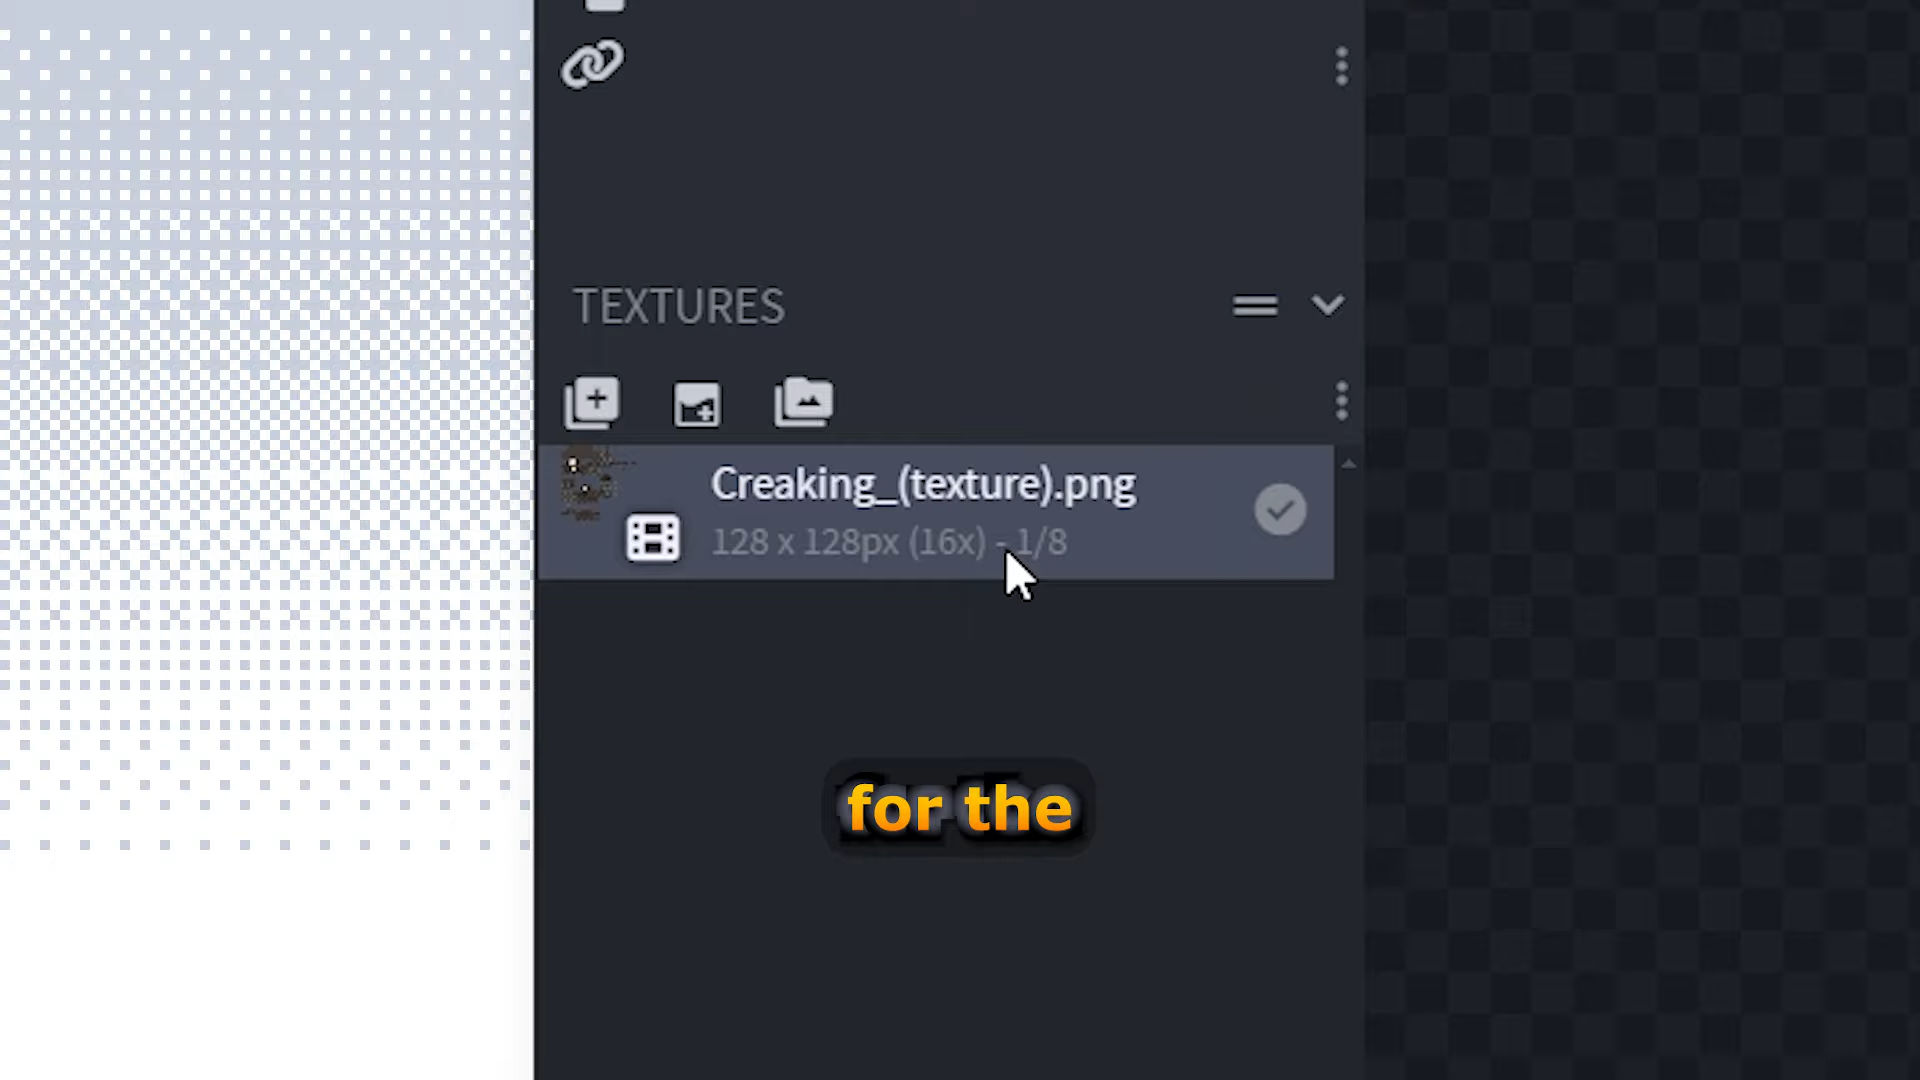 TEXTURES
Creaking_(texture).png
128 x 128px (16x) - 1/8
for the